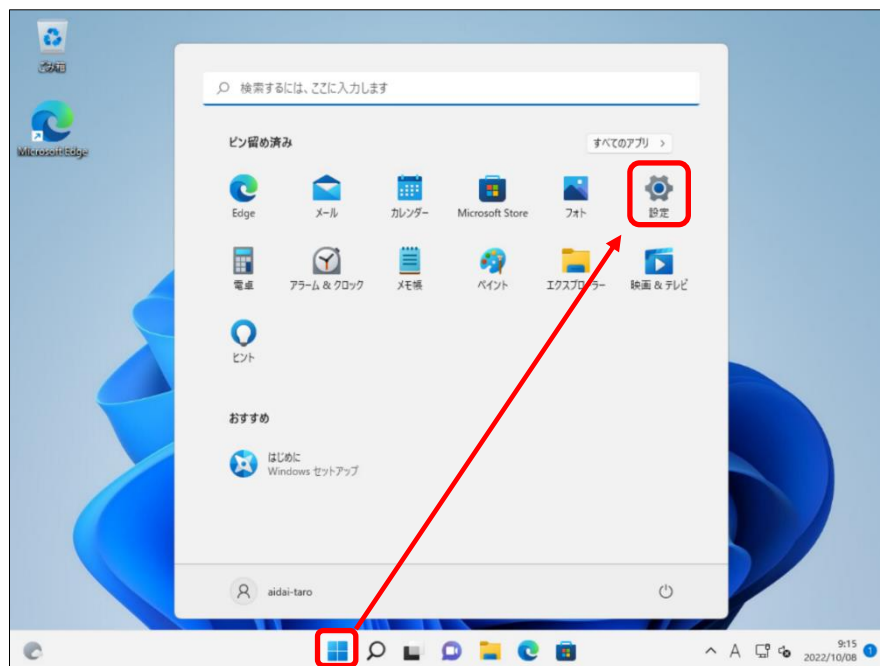 ごみ箱
Microsoft Edge
検索するには、ここに入力します
ピン留め済み
すべてのアプリ >
Edge
メール
カレンダー
Microsoft Store
フォト
設定
電卓
アラーム & クロック
メモ帳
ペイント
エクスプローラー
映画 & テレビ
ヒント
おすすめ
はじめに
Windows セットアップ
aidai-taro
A
9:15
2022/10/08
1